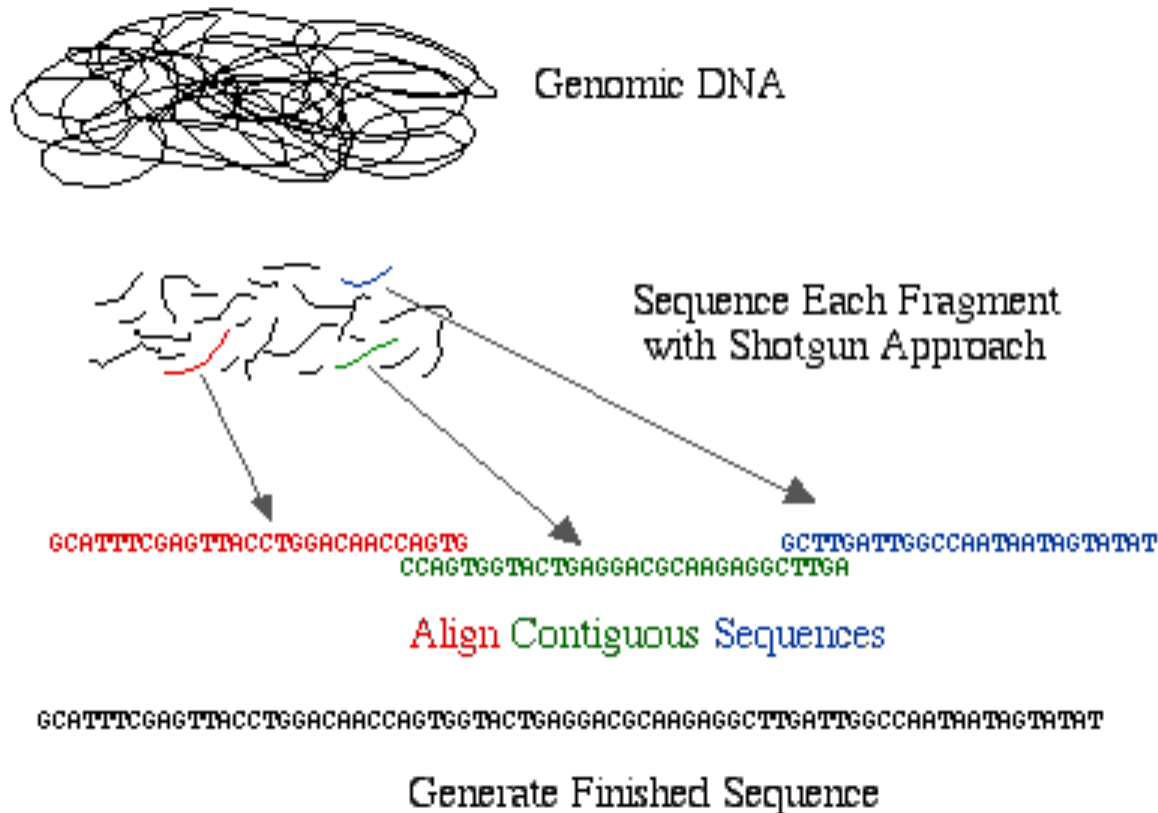 Genomic DNA
Sequence Each Fragment
with Shotgun Approach
GCATTTCGAGTTACCTGGACAACCAGTG
GCTTGATTGGCCAATAATAGTATAT
CCAGTGGTACTGAGGACGCAAGAGGCTTGA
Align Contiguous Sequences
GCATTTCGAGTTACCTGGACAACCAGTGGTACTGAGGACGCAAGAGGCTTGATTGGCCAATAATAGTATAT
Generate Finished Sequence